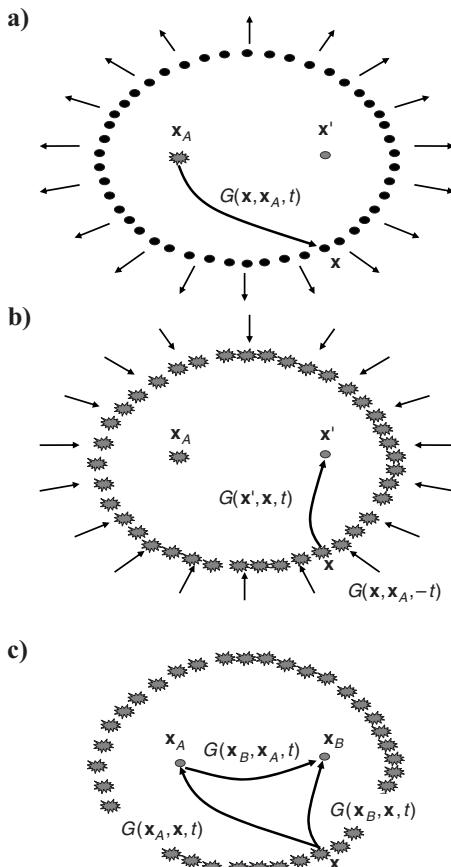 a)
𝐱_A
𝐱'
G(𝐱, 𝐱_A, t)
𝐱
b)
𝐱_A
𝐱'
G(𝐱', 𝐱, t)
𝐱
G(𝐱, 𝐱_A, −t)
c)
𝐱_A
𝐱_B
G(𝐱_B, 𝐱_A, t)
G(𝐱_A, 𝐱, t)
G(𝐱_B, 𝐱, t)
𝐱